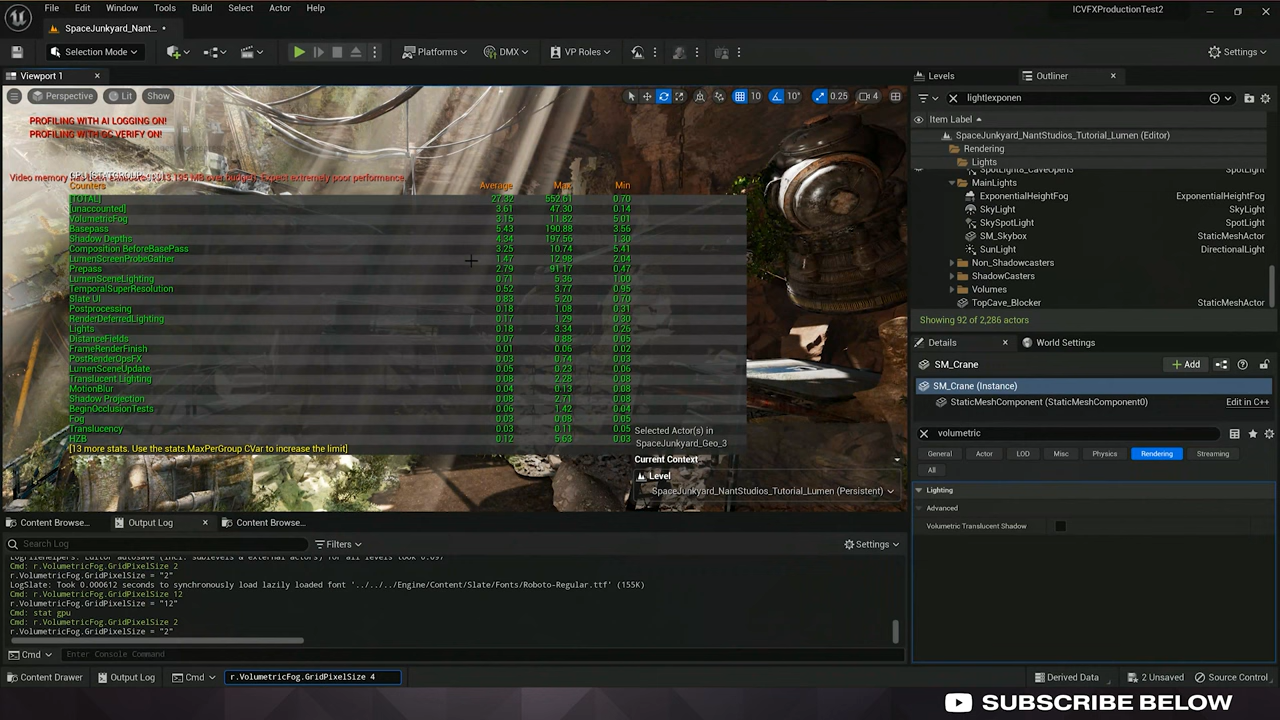 File Edit Window Tools Build Select Actor Help
ICVFXProductionTest2
SpaceJunkyard_Nant... •
Selection Mode
Platforms
DMX
VP Roles
Settings
Viewport 1
Perspective
Lit
Show
10
10°
0.25
4
PROFILING WITH AI LOGGING ON!
PROFILING WITH GC VERIFY ON!
MB over budget). Expect extremely poor performance.
Counters Average Max Min
[TOTAL] 27.32 552.61 0.70
[unaccounted] 3.61 47.30 0.14
VolumetricFog 3.15 11.82 5.01
Basepass 5.43 190.88 3.56
Shadow Depths 4.34 197.56 1.30
Composition BeforeBasePass 3.25 10.74 5.41
LumenScreenProbeGather 1.47 12.98 2.04
Prepass 2.79 91.17 0.47
LumenSceneLighting 0.71 5.36 1.00
TemporalSuperResolution 0.52 3.77 0.95
Slate UI 0.83 5.20 0.70
Postprocessing 0.18 1.08 0.31
RenderDeferredLighting 0.17 1.29 0.30
Lights 0.18 3.34 0.26
DistanceFields 0.07 0.88 0.05
FrameRenderFinish 0.01 0.06 0.02
PostRenderOpsFX 0.03 0.74 0.03
LumenSceneUpdate 0.05 0.23 0.06
Translucent Lighting 0.08 2.28 0.08
MotionBlur 0.04 0.13 0.08
Shadow Projection 0.08 2.71 0.08
BeginOcclusionTests 0.06 1.42 0.04
Fog 0.03 0.08 0.05
Translucency 0.03 0.11 0.05
HZB 0.12 5.63 0.03
[13 more stats. Use the stats.MaxPerGroup CVar to increase the limit]
Selected Actor(s) in
SpaceJunkyard_Geo_3
Current Context
Level
SpaceJunkyard_NantStudios_Tutorial_Lumen (Persistent)
Levels
Outliner
light|exponen
Item Label
SpaceJunkyard_NantStudios_Tutorial_Lumen (Editor)
Rendering
Lights
MainLights
ExponentialHeightFog ExponentialHeightFog
SkyLight SkyLight
SkySpotLight SpotLight
SM_Skybox StaticMeshActor
SunLight DirectionalLight
Non_Shadowcasters Folder
ShadowCasters Folder
Volumes Folder
TopCave_Blocker StaticMeshActor
Showing 92 of 2,286 actors
Details
World Settings
SM_Crane
Add
SM_Crane (Instance)
StaticMeshComponent (StaticMeshComponent0) Edit in C++
volumetric
General Actor LOD Misc Physics Rendering Streaming
All
Lighting
Advanced
Volumetric Translucent Shadow
Content Browse...
Output Log
Content Browse...
Search Log
Filters
Settings
Cmd: r.VolumetricFog.GridPixelSize 2
r.VolumetricFog.GridPixelSize = "2"
LogSlate: Took 0.000612 seconds to synchronously load lazily loaded font '../../../Engine/Content/Slate/Fonts/Roboto-Regular.ttf' (155K)
Cmd: r.VolumetricFog.GridPixelSize 12
r.VolumetricFog.GridPixelSize = "12"
Cmd: stat gpu
Cmd: r.VolumetricFog.GridPixelSize 2
r.VolumetricFog.GridPixelSize = "2"
Cmd
Enter Console Command
Content Drawer
Output Log
Cmd
r.VolumetricFog.GridPixelSize 4
Derived Data
2 Unsaved
Source Control
SUBSCRIBE BELOW